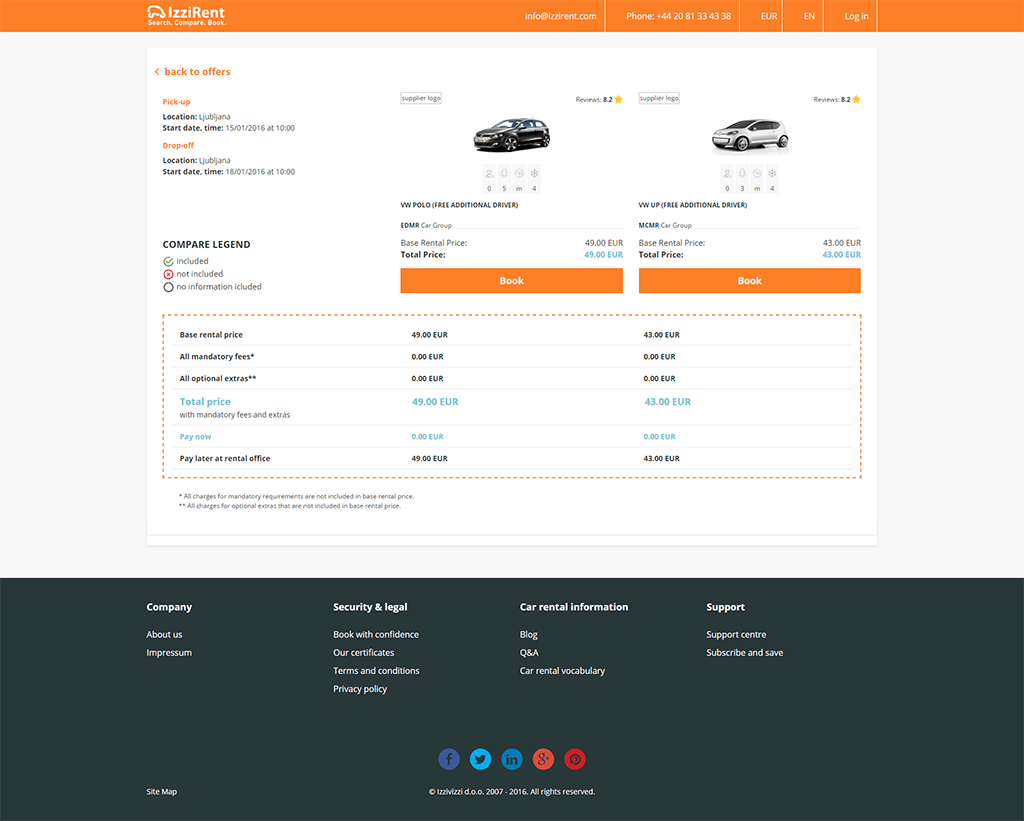 IzziRent
Search. Compare. Book.
info@izzirent.com
Phone: +44 20 81 33 43 38
EUR
EN
Log in
back to offers
Pick-up
Location: Ljubljana
Start date, time: 15/01/2016 at 10:00
Drop-off
Location: Ljubljana
Start date, time: 18/01/2016 at 10:00
COMPARE LEGEND
included
not included
no information icluded
supplier logo
Reviews: 8.2
0 5 m 4
VW POLO (FREE ADDITIONAL DRIVER)
EDMR Car Group
Base Rental Price: 49.00 EUR
Total Price: 49.00 EUR
Book
supplier logo
Reviews: 8.2
0 3 m 4
VW UP (FREE ADDITIONAL DRIVER)
MCMR Car Group
Base Rental Price: 43.00 EUR
Total Price: 43.00 EUR
Book
Base rental price 49.00 EUR 43.00 EUR
All mandatory fees* 0.00 EUR 0.00 EUR
All optional extras** 0.00 EUR 0.00 EUR
Total price 49.00 EUR 43.00 EUR
with mandatory fees and extras
Pay now 0.00 EUR 0.00 EUR
Pay later at rental office 49.00 EUR 43.00 EUR
* All charges for mandatory requirements are not included in base rental price.
** All charges for optional extras that are not included in base rental price.
Company
About us
Impressum
Security & legal
Book with confidence
Our certificates
Terms and conditions
Privacy policy
Car rental information
Blog
Q&A
Car rental vocabulary
Support
Support centre
Subscribe and save
Site Map
© Izzivizzi d.o.o. 2007 - 2016. All rights reserved.